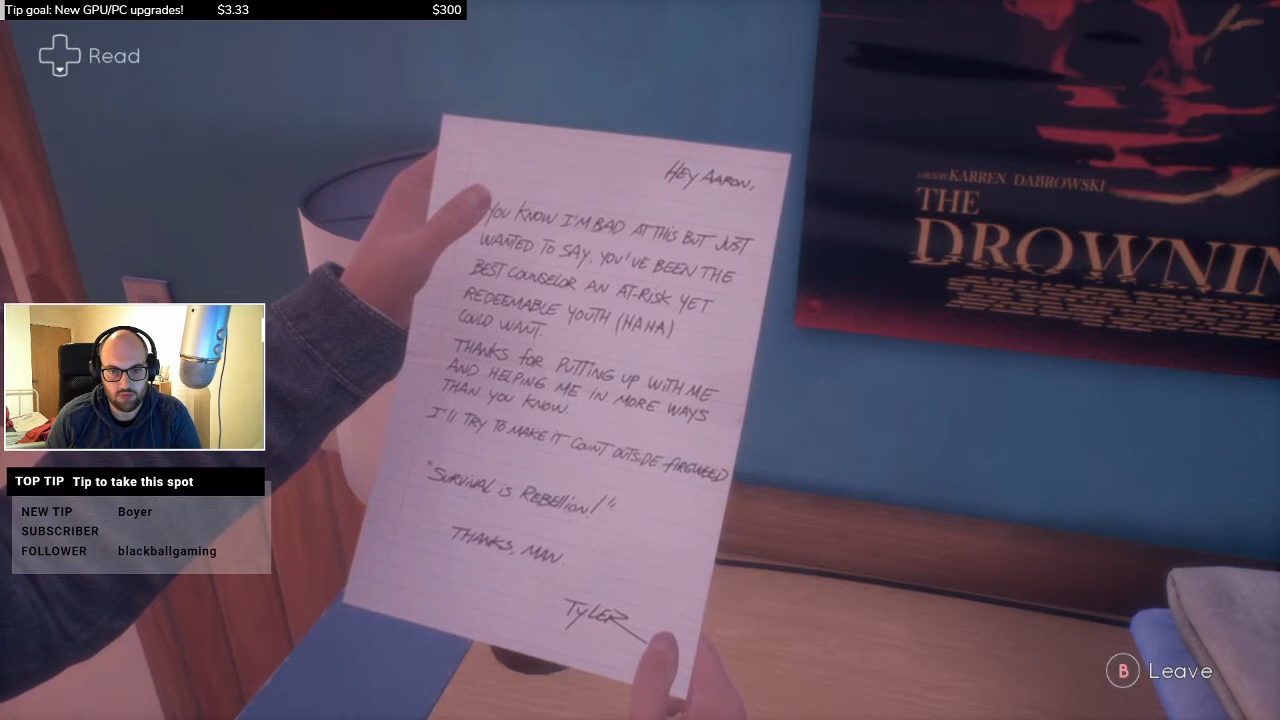 Tip goal: New GPU/PC upgrades! $3.33 $300
Read
HEY AARON,
YOU KNOW I'M BAD AT THIS BUT JUST
WANTED TO SAY, YOU'VE BEEN THE
BEST COUNSELOR AN AT-RISK YET
REDEEMABLE YOUTH (HAHA)
COULD WANT.
THANKS FOR PUTTING UP WITH ME
AND HELPING ME IN MORE WAYS
THAN YOU KNOW.
I'll TRY TO MAKE IT COUNT OUTSIDE FIREWEED
"SURVIVAL IS REBELLION!"
THANKS, MAN.
TYLER
KARREN DABROWSKI
THE
DROWNIN
TOP TIP Tip to take this spot
NEW TIP Boyer
SUBSCRIBER
FOLLOWER blackballgaming
B Leave